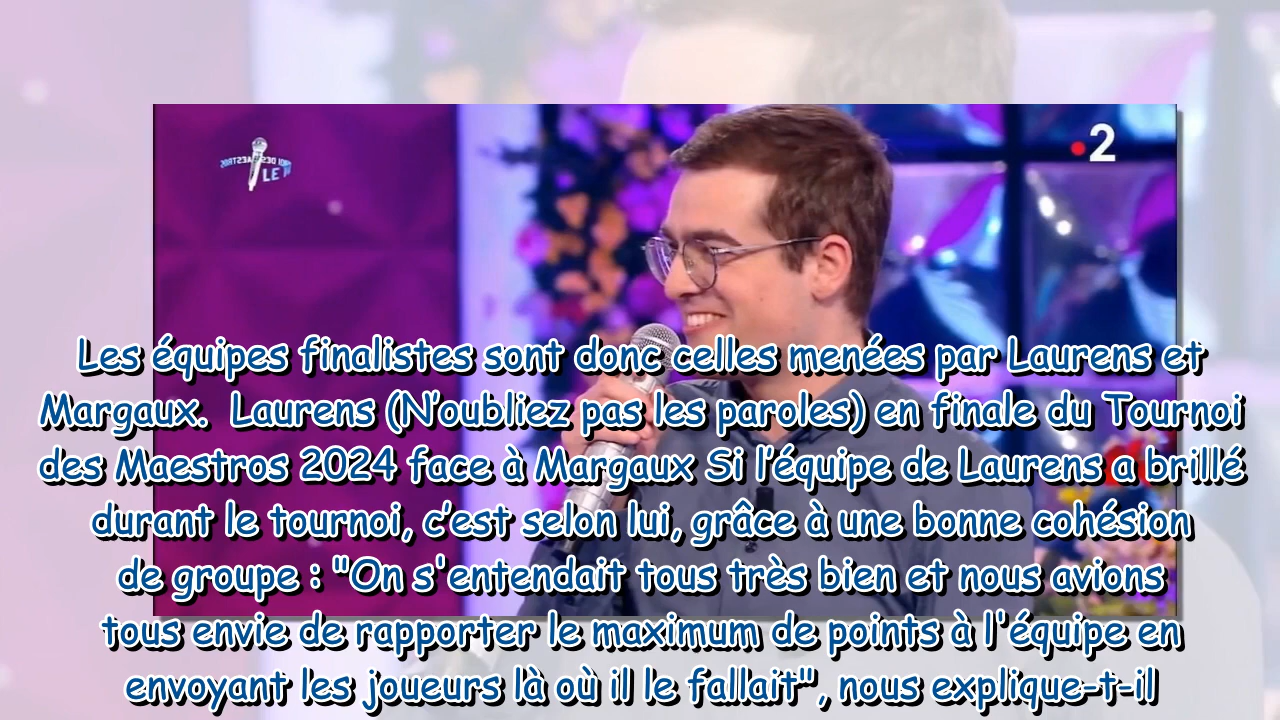 2
LE
Les équipes finalistes sont donc celles menées par Laurens et
Margaux.  Laurens (N'oubliez pas les paroles) en finale du Tournoi
des Maestros 2024 face à Margaux Si l'équipe de Laurens a brillé
durant le tournoi, c'est selon lui, grâce à une bonne cohésion
de groupe : "On s'entendait tous très bien et nous avions
tous envie de rapporter le maximum de points à l'équipe en
envoyant les joueurs là où il le fallait", nous explique-t-il